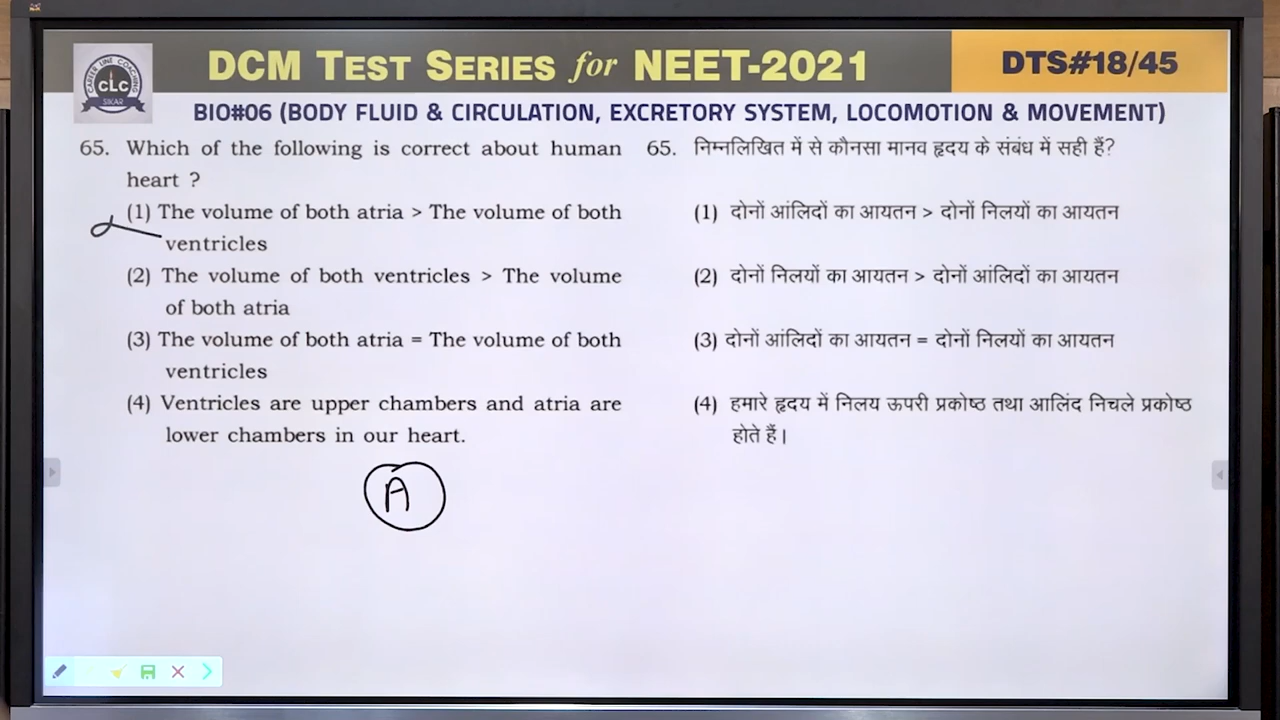 DCM TEST SERIES for NEET-2021
DTS#18/45
CAREER LINE COACHING
CLC
SIKAR
BIO#06 (BODY FLUID & CIRCULATION, EXCRETORY SYSTEM, LOCOMOTION & MOVEMENT)
65. Which of the following is correct about human
heart ?
(1) The volume of both atria > The volume of both
ventricles
(2) The volume of both ventricles > The volume
of both atria
(3) The volume of both atria = The volume of both
ventricles
(4) Ventricles are upper chambers and atria are
lower chambers in our heart.
A
65. निम्नलिखित में से कौनसा मानव हृदय के संबंध में सही हैं?
(1) दोनों आंलिदों का आयतन > दोनों निलयों का आयतन
(2) दोनों निलयों का आयतन > दोनों आंलिदों का आयतन
(3) दोनों आंलिदों का आयतन = दोनों निलयों का आयतन
(4) हमारे हृदय में निलय ऊपरी प्रकोष्ठ तथा आलिंद निचले प्रकोष्ठ
होते हैं।